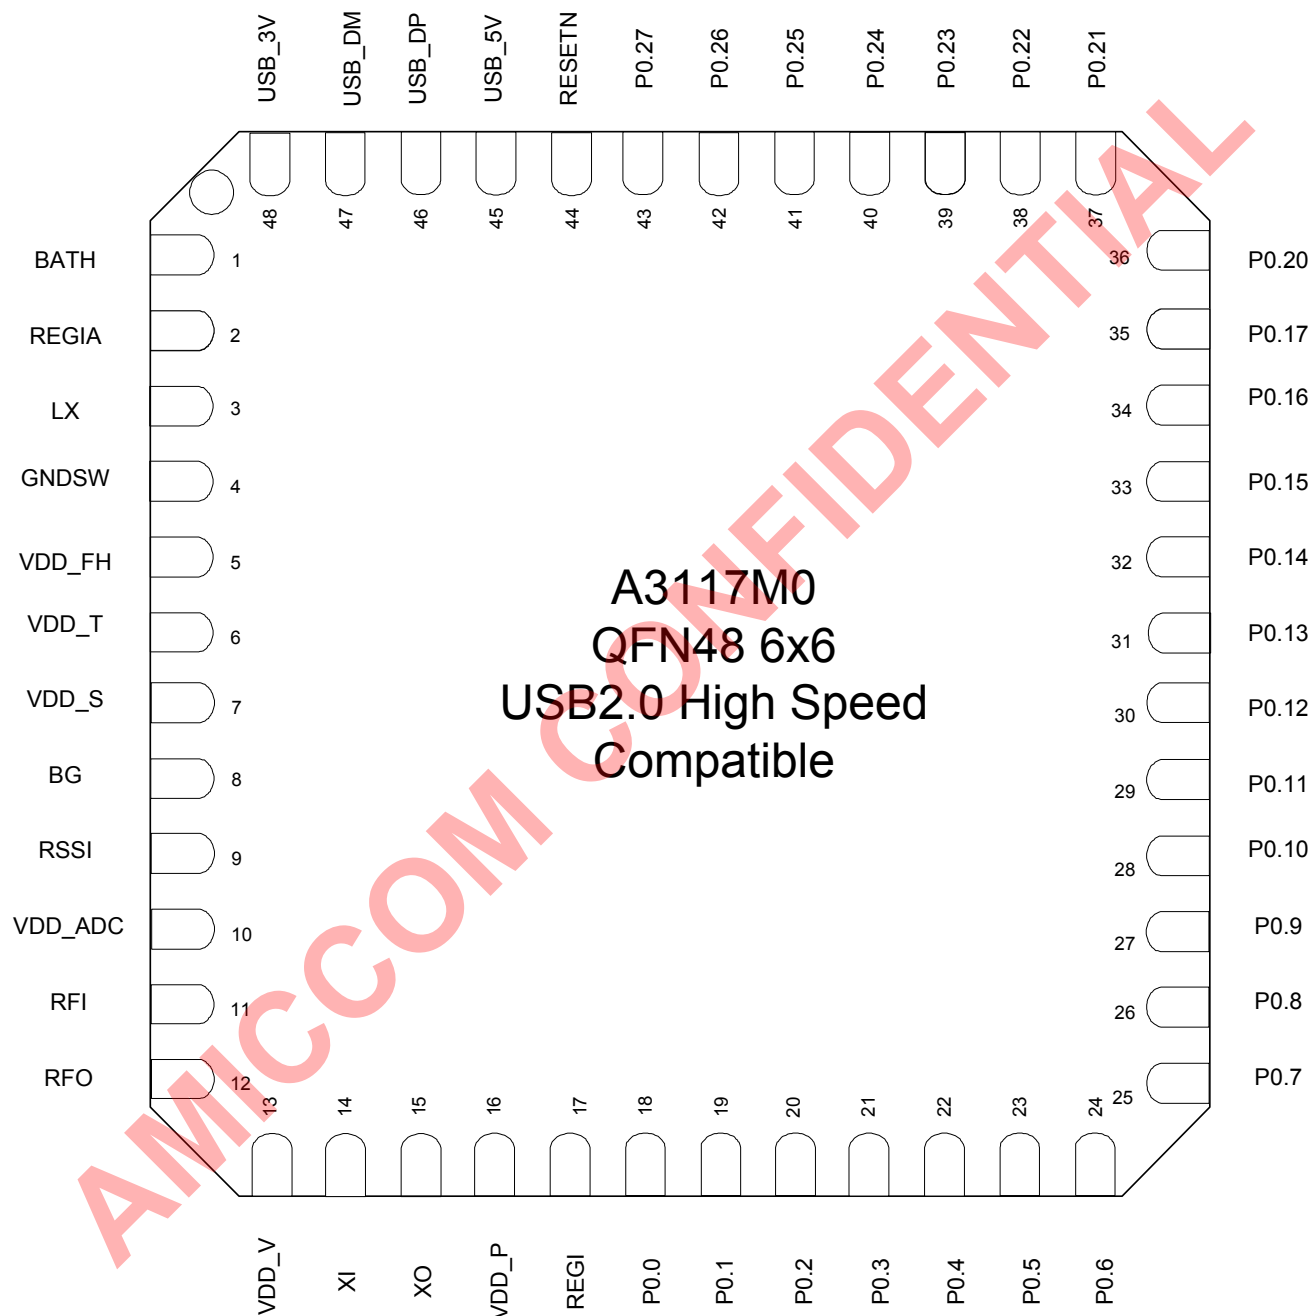 USB_3V
USB_DM
USB_DP
USB_5V
RESETN
P0.27
P0.26
P0.25
P0.24
P0.23
P0.22
P0.21
48
47
46
45
44
43
42
41
40
39
38
37
BATH 1
REGIA 2
LX 3
GNDSW 4
VDD_FH 5
VDD_T 6
VDD_S 7
BG 8
RSSI 9
VDD_ADC 10
RFI 11
RFO 12
A3117M0
QFN48 6x6
USB2.0 High Speed
Compatible
AMICCOM CONFIDENTIAL
36 P0.20
35 P0.17
34 P0.16
33 P0.15
32 P0.14
31 P0.13
30 P0.12
29 P0.11
28 P0.10
27 P0.9
26 P0.8
25 P0.7
13
14
15
16
17
18
19
20
21
22
23
24
VDD_V
XI
XO
VDD_P
REGI
P0.0
P0.1
P0.2
P0.3
P0.4
P0.5
P0.6